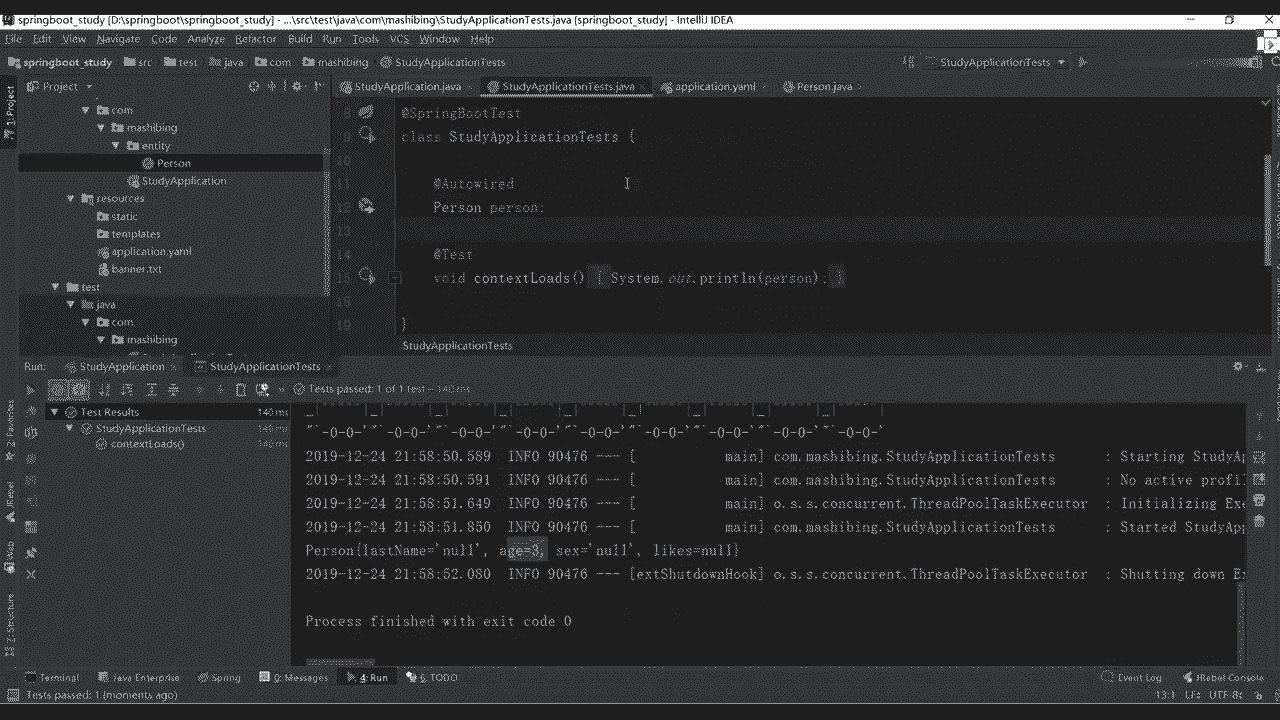 springboot_study [D:\springboot\springboot_study] - ...\src\test\java\com\mashibing\StudyApplicationTests.java [springboot_study] - IntelliJ IDEA
File Edit View Navigate Code Analyze Refactor Build Run Tools VCS Window Help
springboot_study src test java com mashibing StudyApplicationTests
StudyApplicationTests
1: Project
Project
StudyApplication.java
StudyApplicationTests.java
application.yaml
Person.java
com
mashibing
entity
Person
StudyApplication
resources
static
templates
application.yaml
banner.txt
test
java
com
mashibing
8 @SpringBootTest
9 class StudyApplicationTests {
10
11 @Autowired
12 Person person;
13
14 @Test
15 void contextLoads() { System.out.println(person); }
18
19 }
StudyApplicationTests
Run: StudyApplication StudyApplicationTests
Tests passed: 1 of 1 test – 140 ms
Test Results 140 ms
StudyApplicationTests 140 ms
contextLoads() 140 ms
"`-0-0-'"`-0-0-'"`-0-0-'"`-0-0-'"`-0-0-'"`-0-0-'"`-0-0-'"`-0-0-'
2019-12-24 21:58:50.589 INFO 90476 --- [ main] com.mashibing.StudyApplicationTests : Starting StudyAp
2019-12-24 21:58:50.591 INFO 90476 --- [ main] com.mashibing.StudyApplicationTests : No active profil
2019-12-24 21:58:51.649 INFO 90476 --- [ main] o.s.s.concurrent.ThreadPoolTaskExecutor : Initializing Exe
2019-12-24 21:58:51.850 INFO 90476 --- [ main] com.mashibing.StudyApplicationTests : Started StudyApp
Person{lastName='null', age=3, sex='null', likes=null}
2019-12-24 21:58:52.080 INFO 90476 --- [extShutdownHook] o.s.s.concurrent.ThreadPoolTaskExecutor : Shutting down Ex
Process finished with exit code 0
2: Favorites
JRebel
Web
7: Structure
Terminal Java Enterprise Spring 0: Messages 4: Run 6: TODO
Event Log JRebel Console
Tests passed: 1 (moments ago)
13:1 LF UTF-8